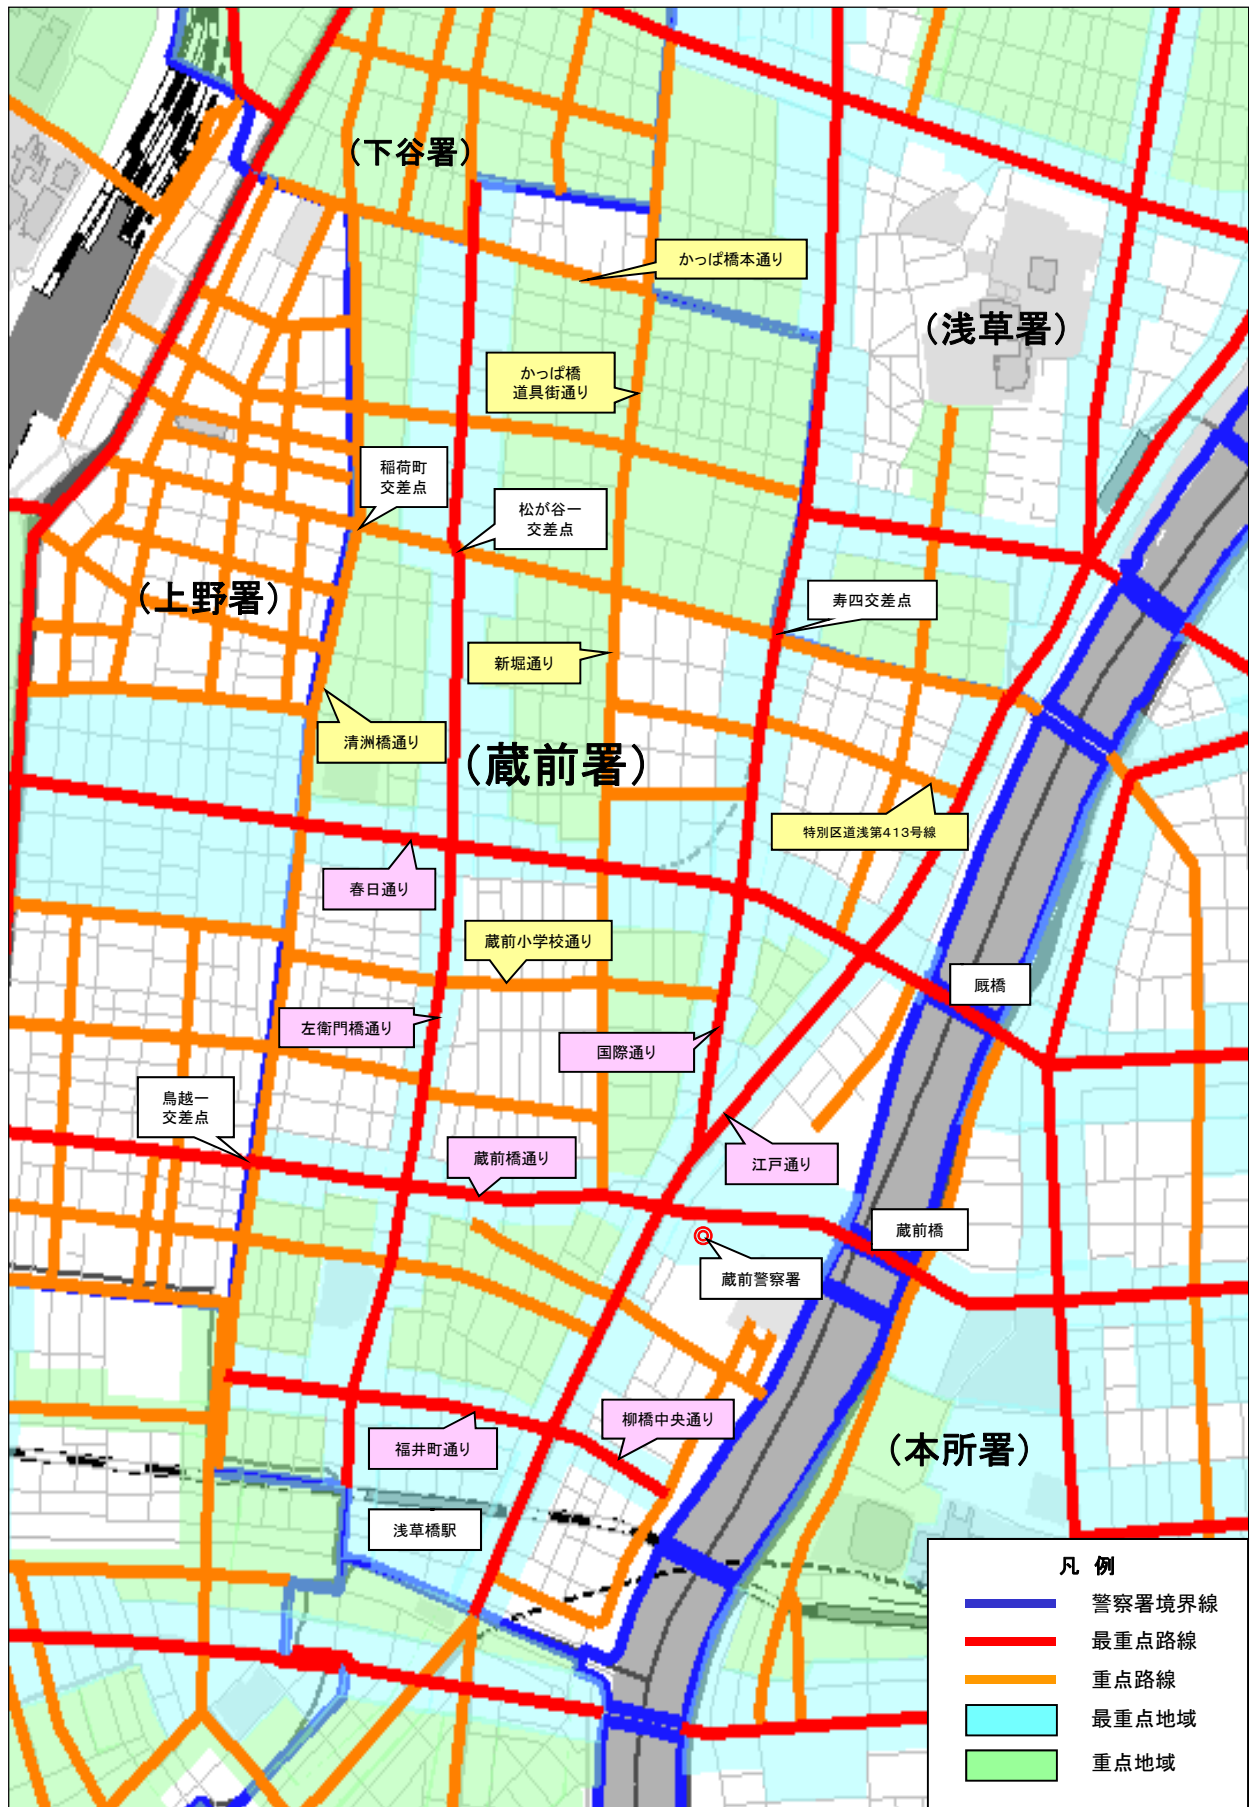 (下谷署)
かっぱ橋本通り
(浅草署)
かっぱ橋
道具街通り
稲荷町
交差点
松が谷一
交差点
(上野署)
寿四交差点
新堀通り
清洲橋通り
(蔵前署)
特別区道浅第413号線
春日通り
蔵前小学校通り
厩橋
左衛門橋通り
国際通り
鳥越一
交差点
蔵前橋通り
江戸通り
蔵前橋
蔵前警察署
柳橋中央通り
福井町通り
(本所署)
浅草橋駅
凡 例
警察署境界線
最重点路線
重点路線
最重点地域
重点地域